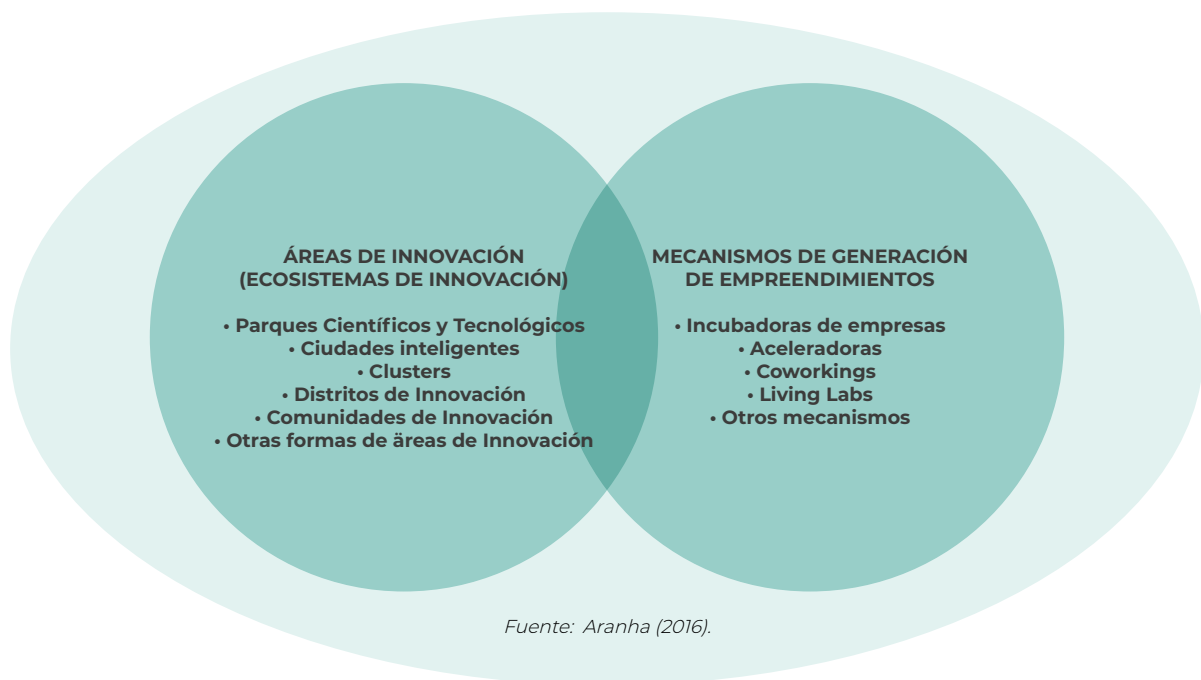 ÁREAS DE INNOVACIÓN
(ECOSISTEMAS DE INNOVACIÓN)
• Parques Científicos y Tecnológicos
• Ciudades inteligentes
• Clusters
• Distritos de Innovación
• Comunidades de Innovación
• Otras formas de äreas de Innovación
MECANISMOS DE GENERACIÓN
DE EMPREENDIMIENTOS
• Incubadoras de empresas
• Aceleradoras
• Coworkings
• Living Labs
• Otros mecanismos
Fuente: Aranha (2016).